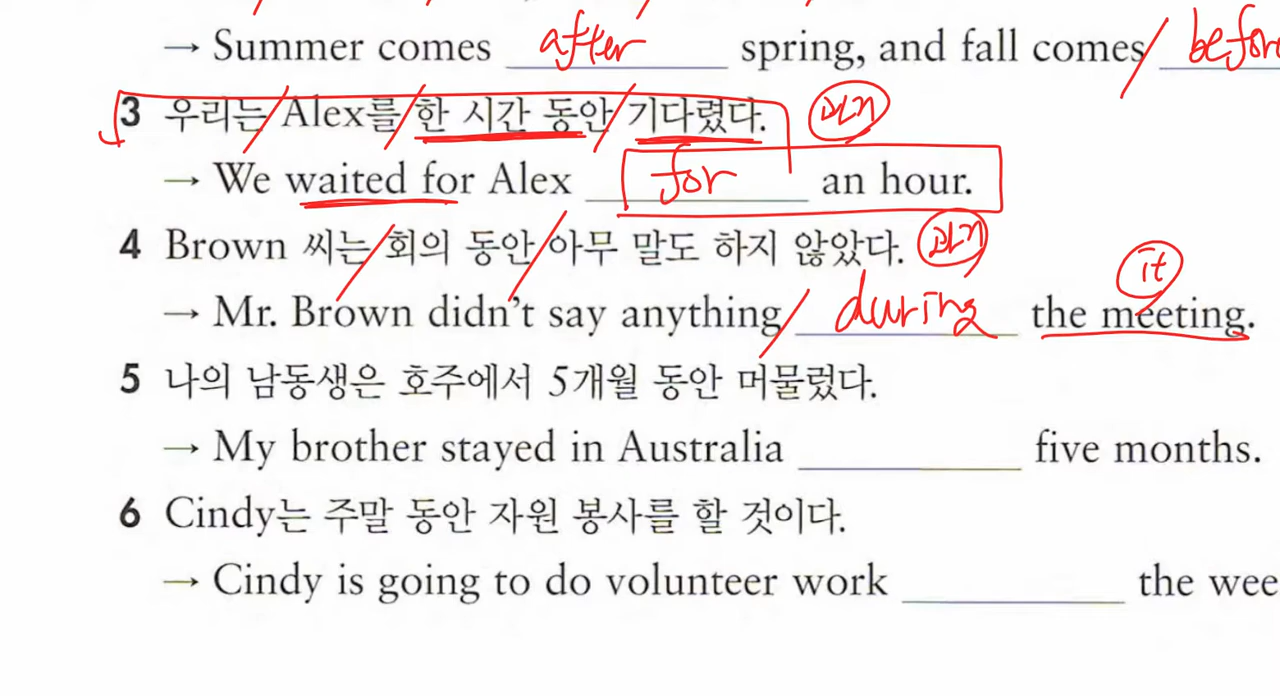 → Summer comes after spring, and fall comes
3 우리는 Alex를 한 시간 동안 기다렸다. 과거
→ We waited for Alex for an hour.
4 Brown 씨는 회의 동안 아무 말도 하지 않았다. 과거
it
→ Mr. Brown didn't say anything during the meeting.
5 나의 남동생은 호주에서 5개월 동안 머물렀다.
→ My brother stayed in Australia ________ five months.
6 Cindy는 주말 동안 자원 봉사를 할 것이다.
→ Cindy is going to do volunteer work ________ the